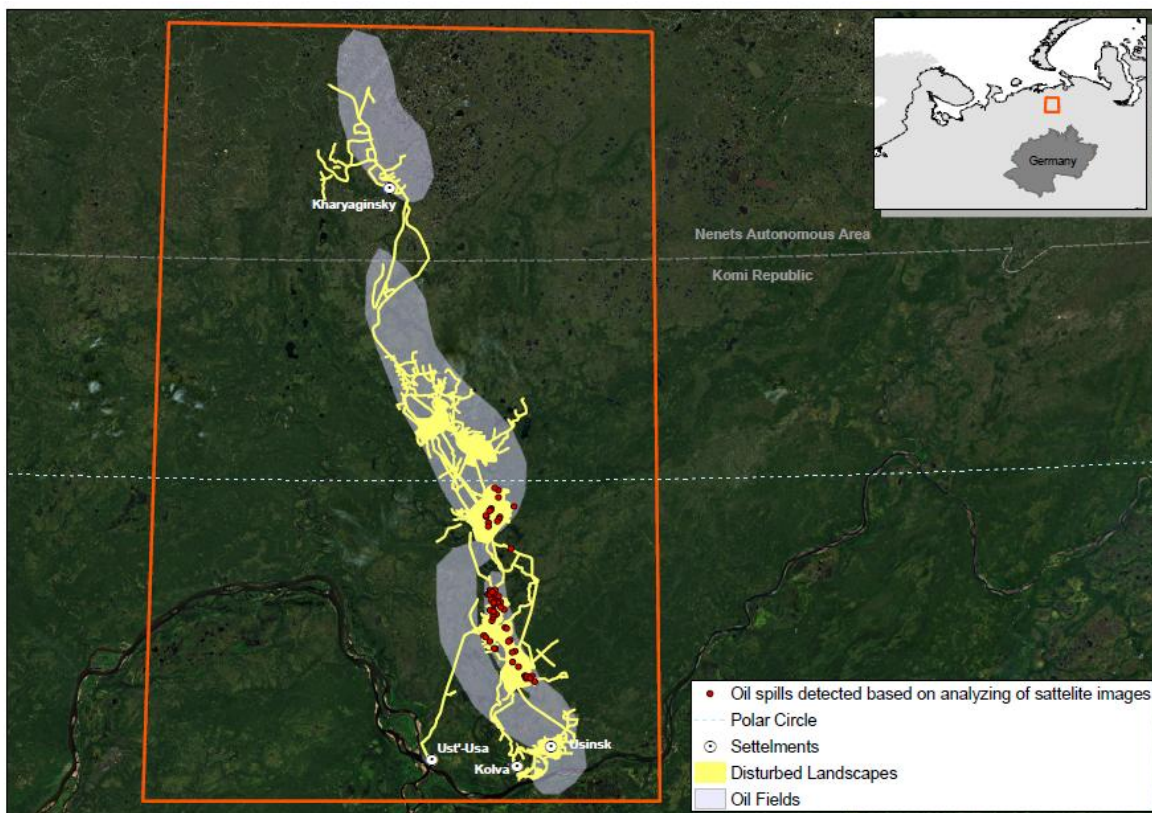 Germany
Kharyaginsky
Nenets Autonomous Area
Komi Republic
Ust'-Usa
Kolva
Usinsk
Oil spills detected based on analyzing of sattelite images
Polar Circle
Settelments
Disturbed Landscapes
Oil Fields